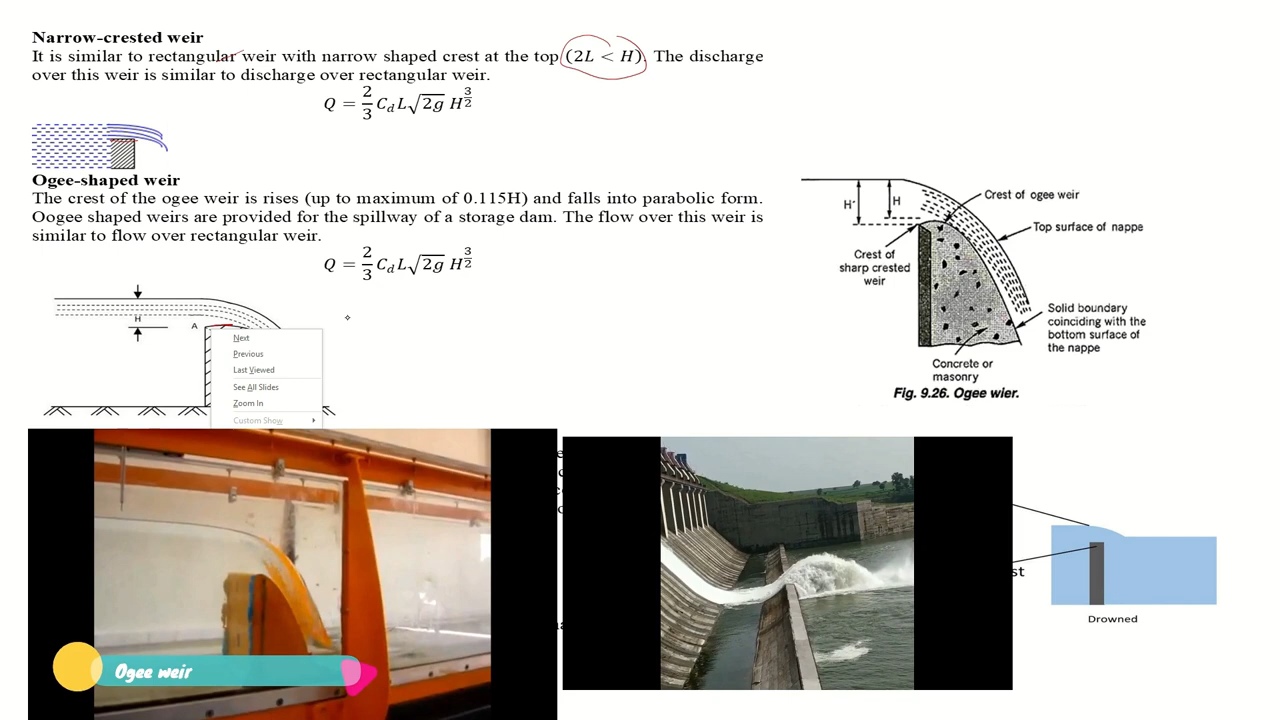 Narrow-crested weir
It is similar to rectangular weir with narrow shaped crest at the top (2L < H). The discharge
over this weir is similar to discharge over rectangular weir.
Q = 2/3 C_d L√2g H^3/2
Ogee-shaped weir
The crest of the ogee weir is rises (up to maximum of 0.115H) and falls into parabolic form.
Oogee shaped weirs are provided for the spillway of a storage dam. The flow over this weir is
similar to flow over rectangular weir.
Q = 2/3 C_d L√2g H^3/2
H
A
Next
Previous
Last Viewed
See All Slides
Zoom In
Custom Show
H'
H
Crest of ogee weir
Top surface of nappe
Crest of
sharp crested
weir
Solid boundary
coinciding with the
bottom surface of
the nappe
Concrete or
masonry
Fig. 9.26. Ogee wier.
Ogee weir
st
Drowned